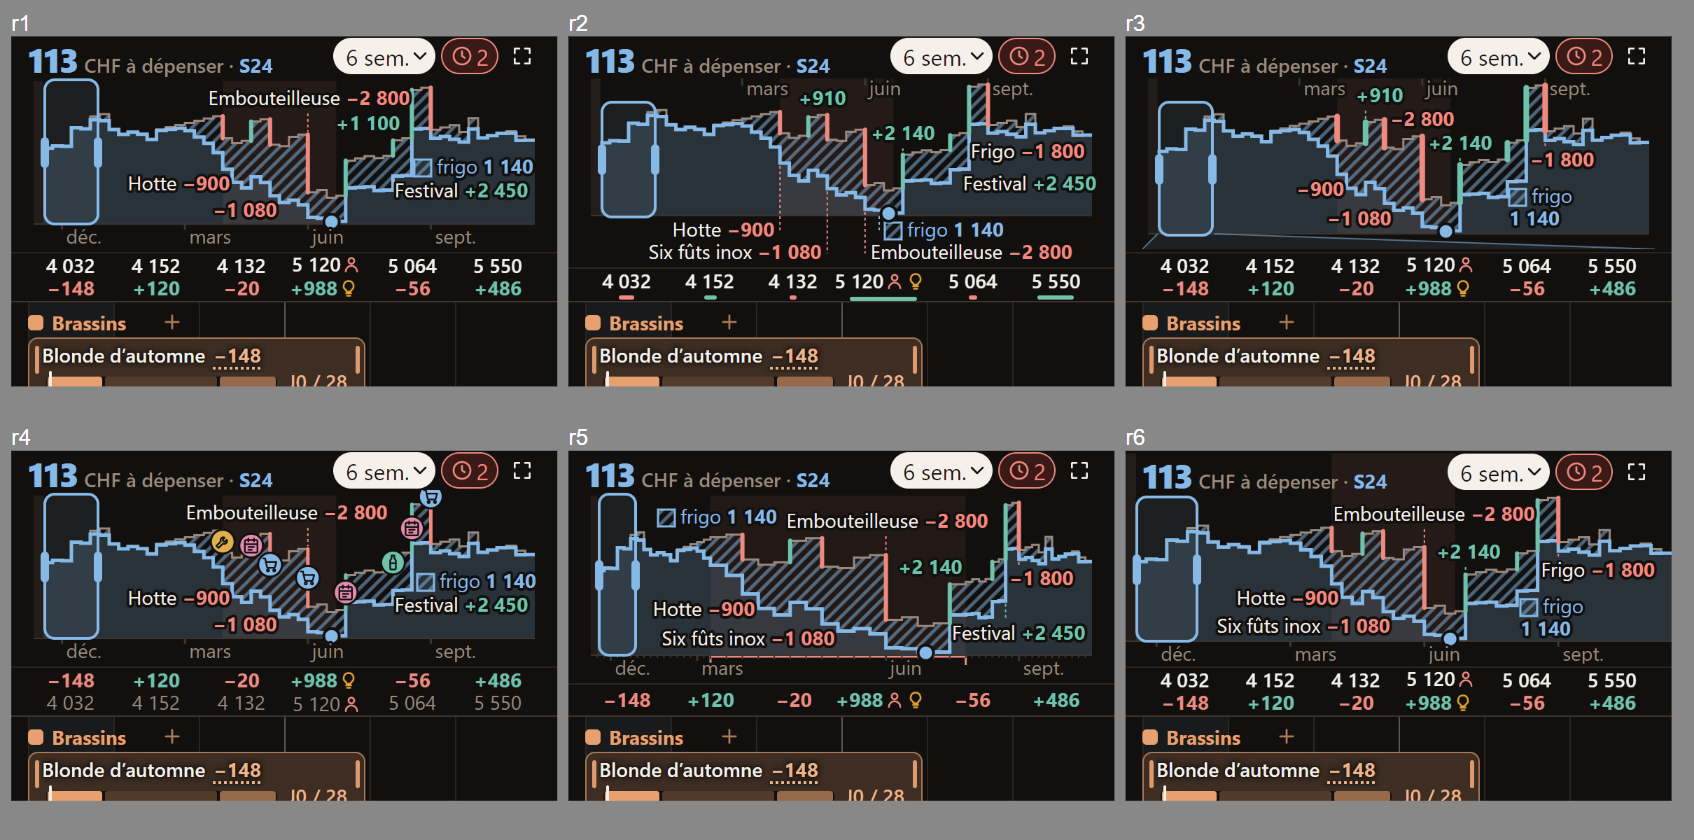 r1
113 CHF à dépenser · S24
6 sem.
2
Embouteilleuse −2 800
+1 100
frigo 1 140
Hotte −900
Festival +2 450
−1 080
déc. mars juin sept.
4 032 4 152 4 132 5 120 5 064 5 550
−148 +120 −20 +988 −56 +486
Brassins +
Blonde d’automne −148
J0 / 28
r2
113 CHF à dépenser · S24
6 sem.
2
mars juin sept.
+910
+2 140
Frigo −1 800
Festival +2 450
Hotte −900
frigo 1 140
Six fûts inox −1 080
Embouteilleuse −2 800
4 032 4 152 4 132 5 120 5 064 5 550
Brassins +
Blonde d’automne −148
J0 / 28
r3
113 CHF à dépenser · S24
6 sem.
2
mars juin sept.
+910
−2 800
+2 140
−1 800
−900
frigo
1 140
−1 080
4 032 4 152 4 132 5 120 5 064 5 550
−148 +120 −20 +988 −56 +486
Brassins +
Blonde d’automne −148
J0 / 28
r4
113 CHF à dépenser · S24
6 sem.
2
Embouteilleuse −2 800
frigo 1 140
Hotte −900
Festival +2 450
−1 080
déc. mars juin sept.
−148 +120 −20 +988 −56 +486
4 032 4 152 4 132 5 120 5 064 5 550
Brassins +
Blonde d’automne −148
J0 / 28
r5
113 CHF à dépenser · S24
6 sem.
2
frigo 1 140
Embouteilleuse −2 800
+2 140
−1 800
Hotte −900
Six fûts inox −1 080
Festival +2 450
déc. mars juin sept.
−148 +120 −20 +988 −56 +486
Brassins +
Blonde d’automne −148
J0 / 28
r6
113 CHF à dépenser · S24
6 sem.
2
Embouteilleuse −2 800
+2 140
Frigo −1 800
Hotte −900
frigo
1 140
Six fûts inox −1 080
déc. mars juin sept.
4 032 4 152 4 132 5 120 5 064 5 550
−148 +120 −20 +988 −56 +486
Brassins +
Blonde d’automne −148
J0 / 28